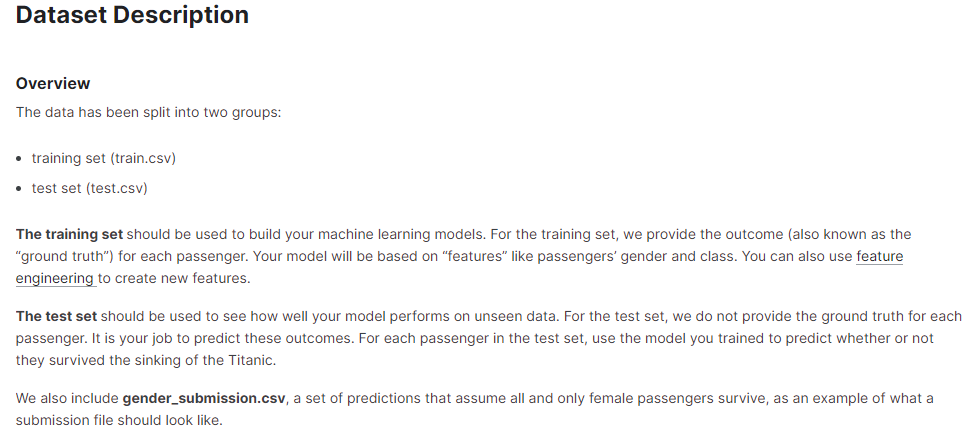 Dataset Description
Overview
The data has been split into two groups:
• training set (train.csv)
• test set (test.csv)
The training set should be used to build your machine learning models. For the training set, we provide the outcome (also known as the
“ground truth”) for each passenger. Your model will be based on “features” like passengers’ gender and class. You can also use feature
engineering to create new features.
The test set should be used to see how well your model performs on unseen data. For the test set, we do not provide the ground truth for each
passenger. It is your job to predict these outcomes. For each passenger in the test set, use the model you trained to predict whether or not
they survived the sinking of the Titanic.
We also include gender_submission.csv, a set of predictions that assume all and only female passengers survive, as an example of what a
submission file should look like.